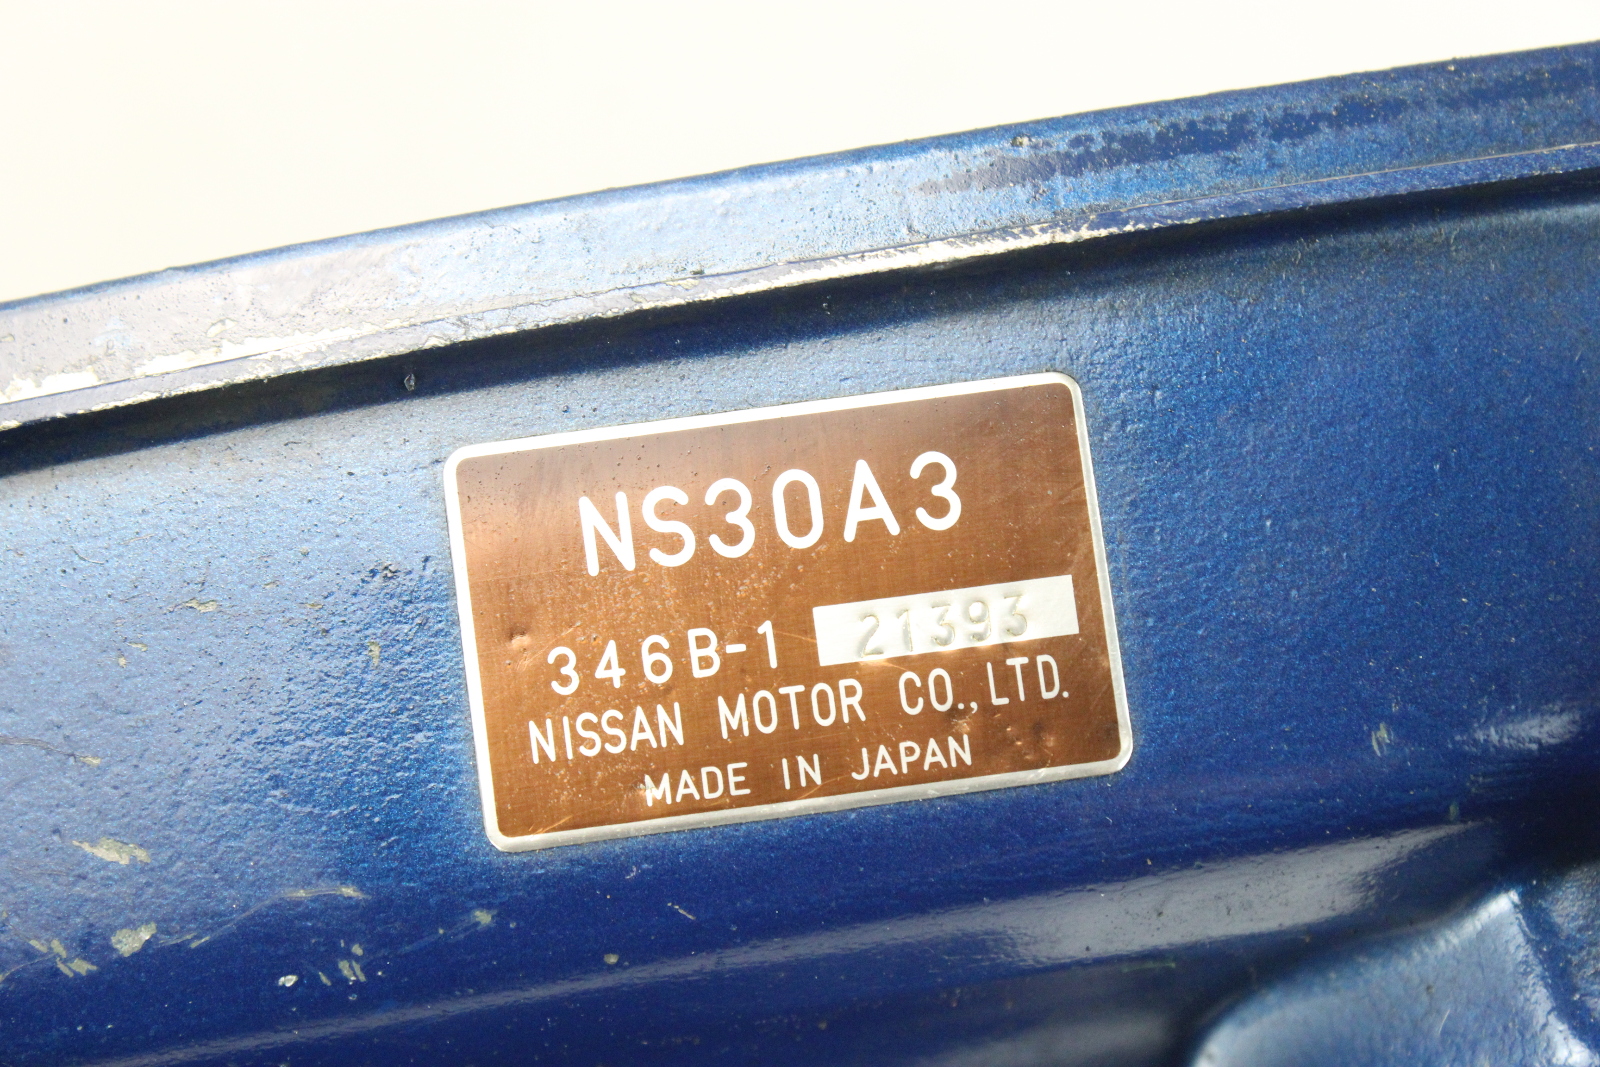 NS30A3
346B-1 21393
NISSAN MOTOR CO., LTD.
MADE IN JAPAN